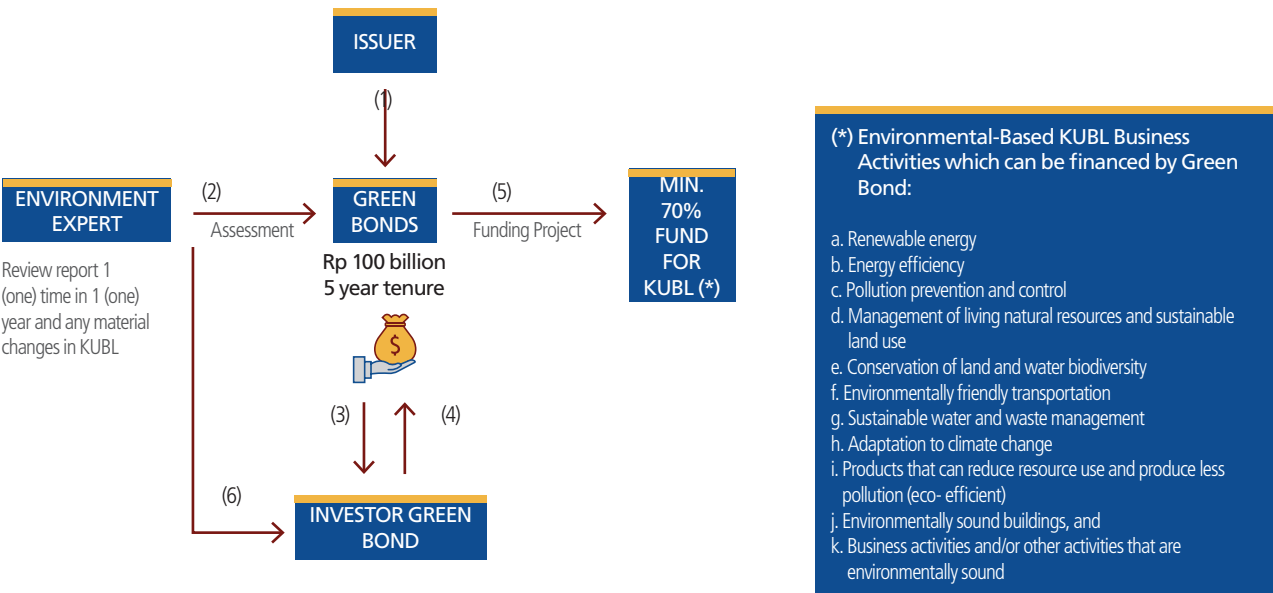 ISSUER
(1)
ENVIRONMENT
EXPERT
Review report 1
(one) time in 1 (one)
year and any material
changes in KUBL
(2)
Assessment
GREEN
BONDS
Rp 100 billion
5 year tenure
$
(5)
Funding Project
MIN.
70%
FUND
FOR
KUBL (*)
(3)
(4)
(6)
INVESTOR GREEN
BOND
(*) Environmental-Based KUBL Business
Activities which can be financed by Green
Bond:
a. Renewable energy
b. Energy efficiency
c. Pollution prevention and control
d. Management of living natural resources and sustainable
land use
e. Conservation of land and water biodiversity
f. Environmentally friendly transportation
g. Sustainable water and waste management
h. Adaptation to climate change
i. Products that can reduce resource use and produce less
pollution (eco- efficient)
j. Environmentally sound buildings, and
k. Business activities and/or other activities that are
environmentally sound